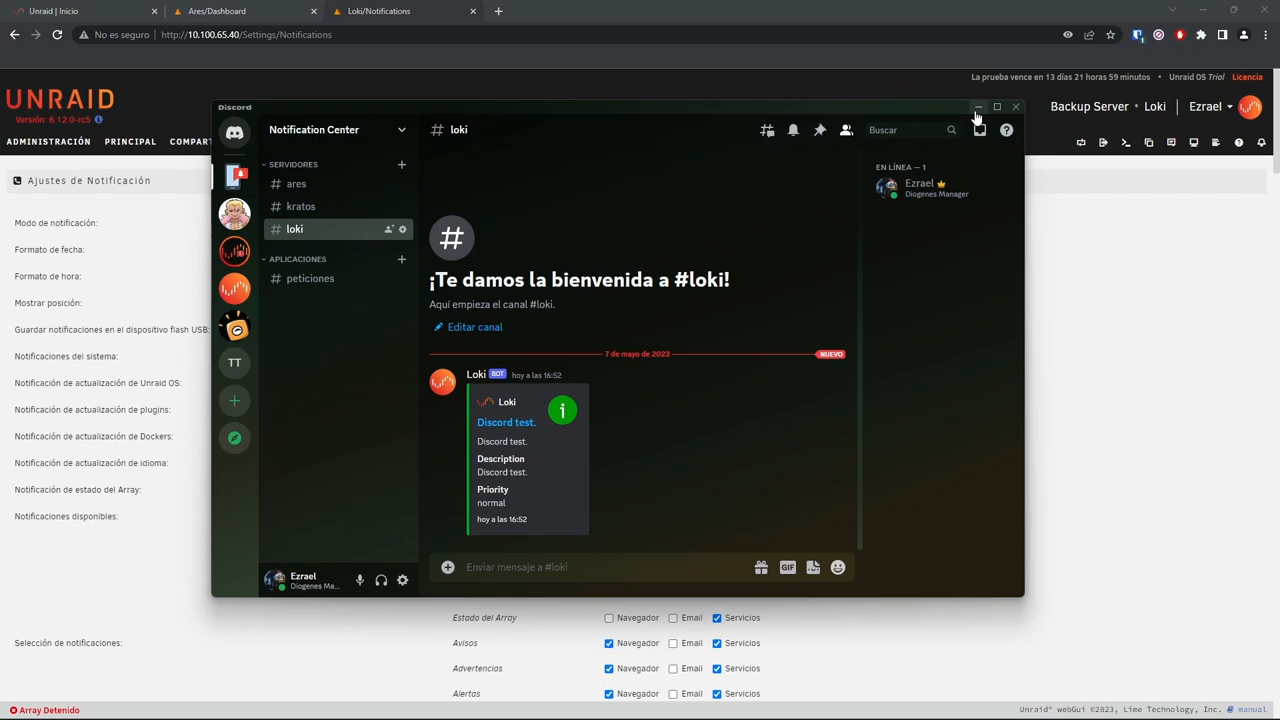 Unraid | Inicio
Ares/Dashboard
Loki/Notifications
No es seguro | http://10.100.65.40/Settings/Notifications
La prueba vence en 13 días 21 horas 59 minutos • Unraid OS Trial Licencia
UNRAID
Versión: 6.12.0-rc5
Backup Server • Loki
Ezrael
ADMINISTRACIÓN PRINCIPAL COMPART
Ajustes de Notificación
Modo de notificación:
Formato de fecha:
Formato de hora:
Mostrar posición:
Guardar notificaciones en el dispositivo flash USB:
Notificaciones del sistema:
Notificación de actualización de Unraid OS:
Notificación de actualización de plugins:
Notificación de actualización de Dockers:
Notificación de actualización de idioma:
Notificación de estado del Array:
Notificaciones disponibles:
Discord
Notification Center
SERVIDORES
# ares
# kratos
# loki
APLICACIONES
# peticiones
TT
Ezrael
Diogenes Ma...
# loki
Buscar
#
¡Te damos la bienvenida a #loki!
Aquí empieza el canal #loki.
Editar canal
7 de mayo de 2023
NUEVO
Loki BOT hoy a las 16:52
Loki
i
Discord test.
Discord test.
Description
Discord test.
Priority
normal
hoy a las 16:52
Enviar mensaje a #loki
GIF
EN LÍNEA — 1
Ezrael
Diogenes Manager
Selección de notificaciones:
Estado del Array Navegador Email Servicios
Avisos Navegador Email Servicios
Advertencias Navegador Email Servicios
Alertas Navegador Email Servicios
Array Detenido
Unraid® webGui ©2023, Lime Technology, Inc. manual